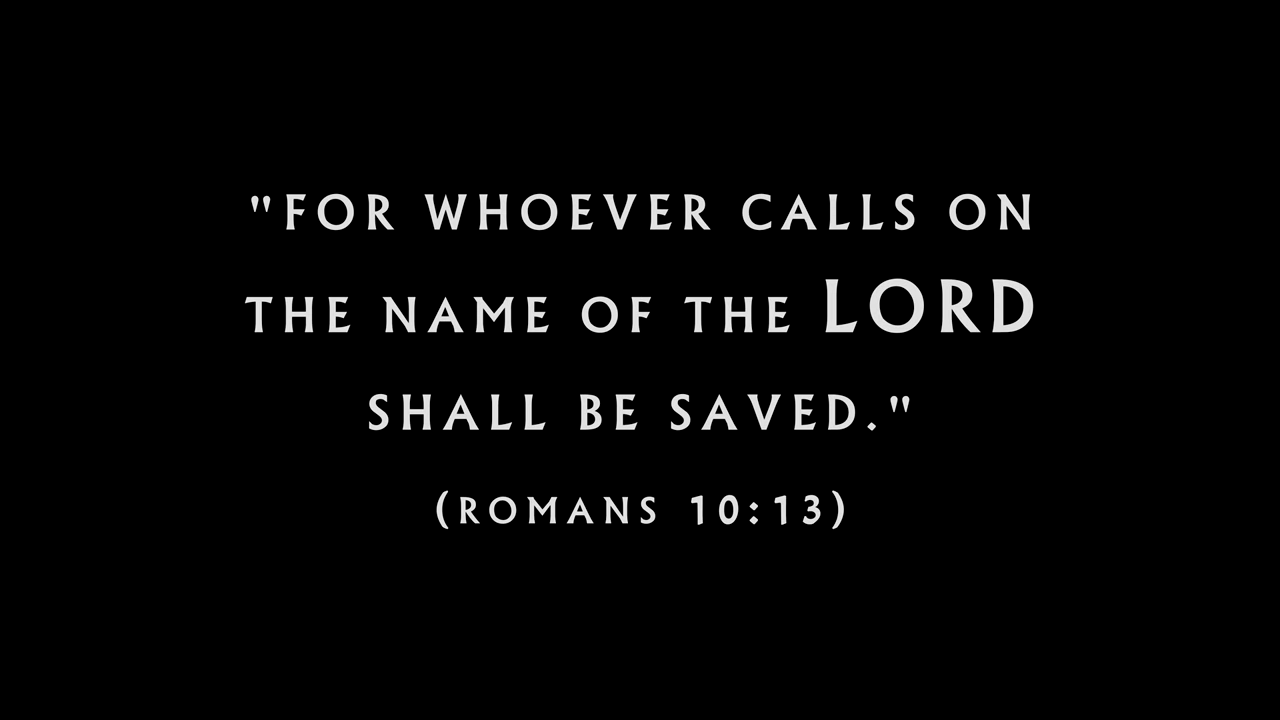 "FOR WHOEVER CALLS ON
THE NAME OF THE LORD
SHALL BE SAVED."
(ROMANS 10:13)